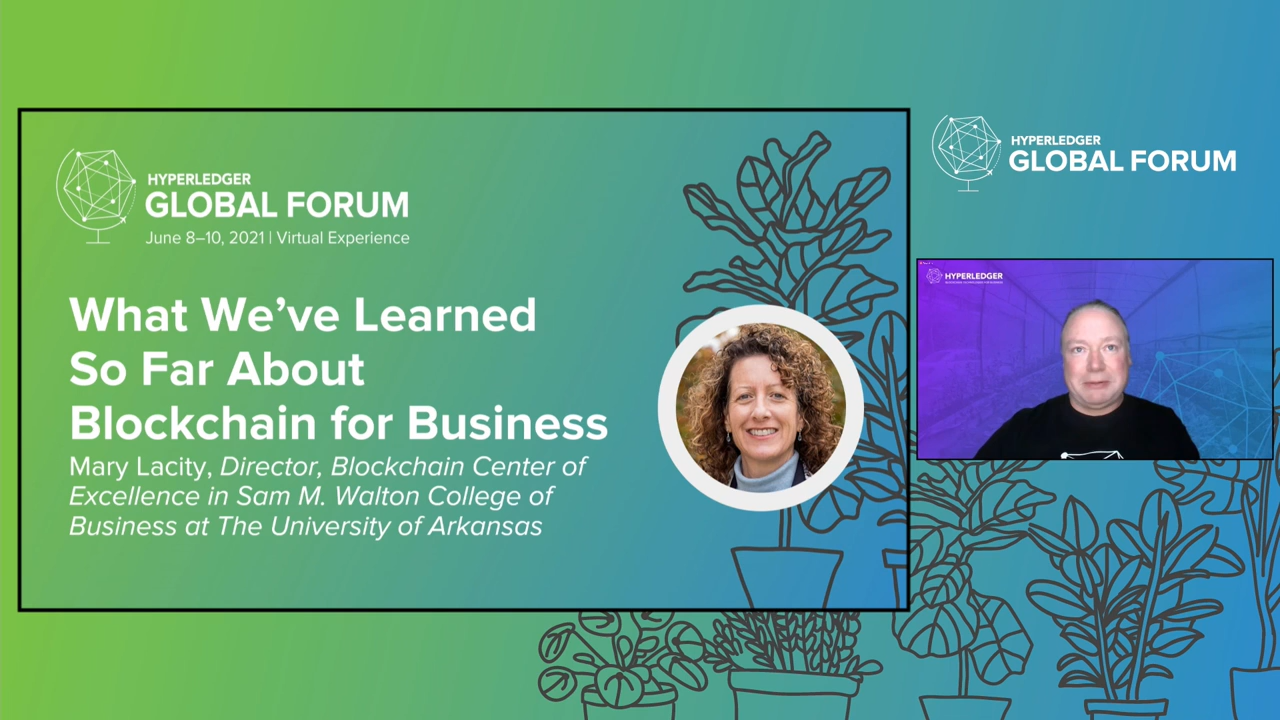 HYPERLEDGER
GLOBAL FORUM
June 8–10, 2021 | Virtual Experience
What We’ve Learned
So Far About
Blockchain for Business
Mary Lacity, Director, Blockchain Center of
Excellence in Sam M. Walton College of
Business at The University of Arkansas
HYPERLEDGER
GLOBAL FORUM
HYPERLEDGER